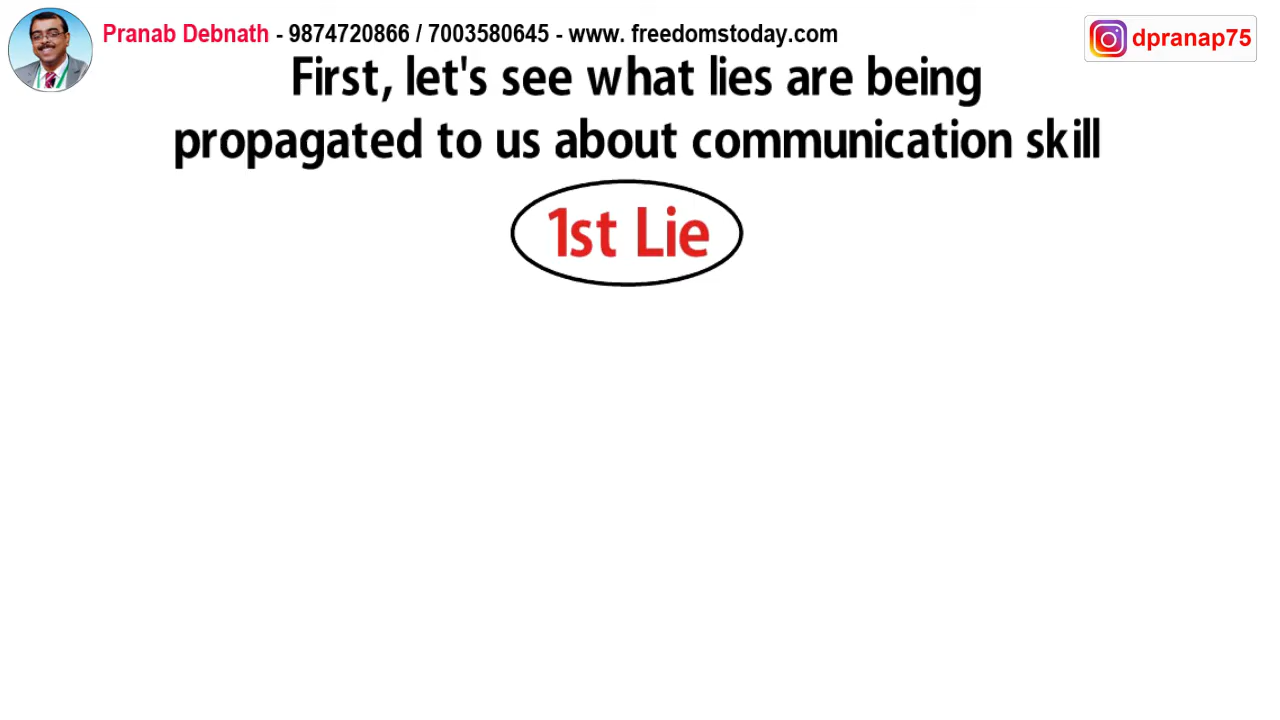 Pranab Debnath - 9874720866 / 7003580645 - www. freedomstoday.com
dpranap75
First, let's see what lies are being
propagated to us about communication skill
1st Lie